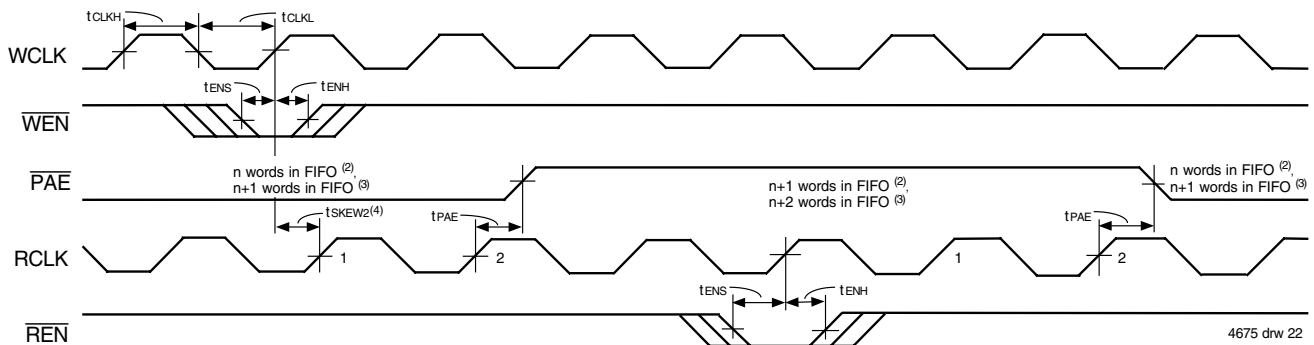 tCLKH tCLKL
WCLK
tENS tENH
WEN
n words in FIFO (2),
n+1 words in FIFO (3)
PAE
n+1 words in FIFO (2),
n+2 words in FIFO (3)
n words in FIFO (2),
n+1 words in FIFO (3)
tSKEW2(4) tPAE tPAE
RCLK 1 2 1 2
tENS tENH
REN
4675 drw 22